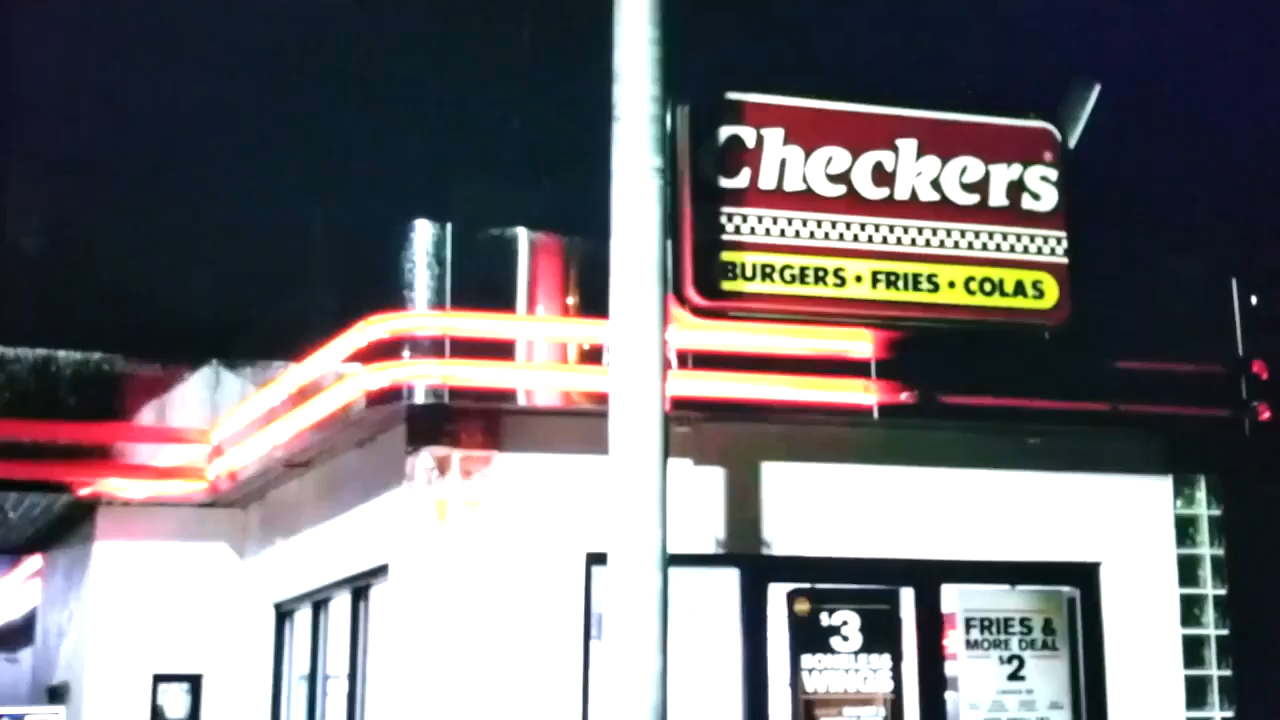 Checkers
BURGERS • FRIES • COLAS
$3
BONELESS
WINGS
FRIES &
MORE DEAL
$2